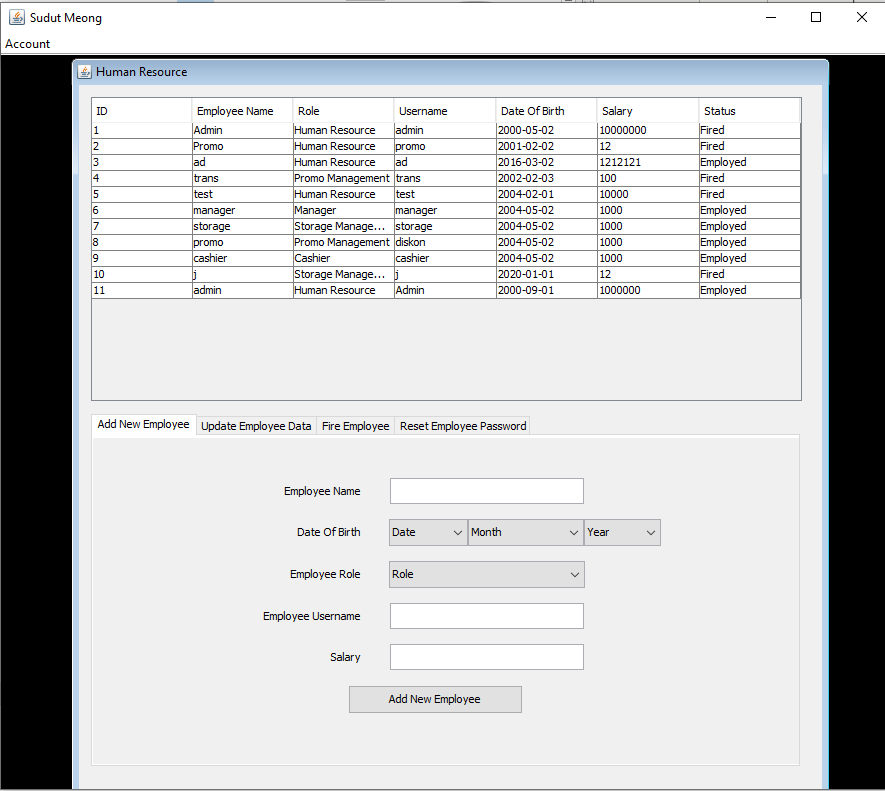 Sudut Meong
Account
Human Resource
ID Employee Name Role Username Date Of Birth Salary Status
1 Admin Human Resource admin 2000-05-02 10000000 Fired
2 Promo Human Resource promo 2001-02-02 12 Fired
3 ad Human Resource ad 2016-03-02 1212121 Employed
4 trans Promo Management trans 2002-02-03 100 Fired
5 test Human Resource test 2004-02-01 10000 Fired
6 manager Manager manager 2004-05-02 1000 Employed
7 storage Storage Manage... storage 2004-05-02 1000 Employed
8 promo Promo Management diskon 2004-05-02 1000 Employed
9 cashier Cashier cashier 2004-05-02 1000 Employed
10 j Storage Manage... j 2020-01-01 12 Fired
11 admin Human Resource Admin 2000-09-01 1000000 Employed
Add New Employee Update Employee Data Fire Employee Reset Employee Password
Employee Name
Date Of Birth Date Month Year
Employee Role Role
Employee Username
Salary
Add New Employee